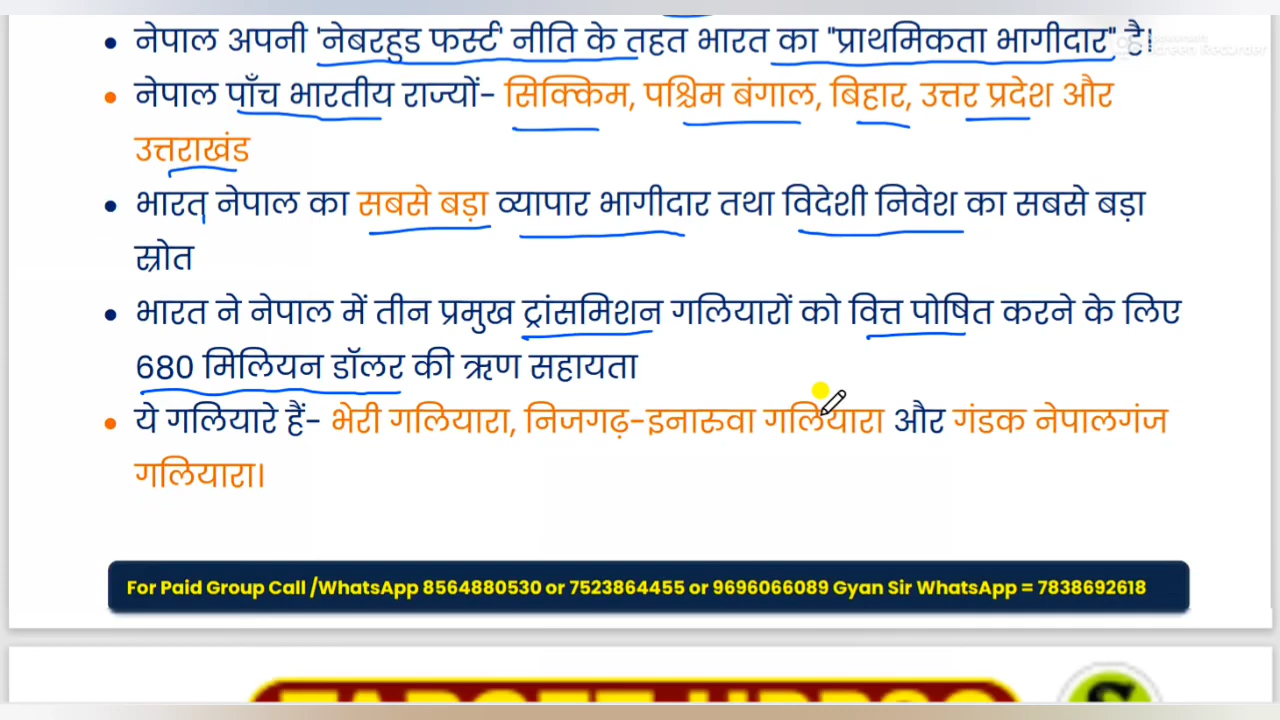 नेपाल अपनी 'नेबरहुड फर्स्ट' नीति के तहत भारत का "प्राथमिकता भागीदार" है।
नेपाल पाँच भारतीय राज्यों- सिक्किम, पश्चिम बंगाल, बिहार, उत्तर प्रदेश और
उत्तराखंड
भारत नेपाल का सबसे बड़ा व्यापार भागीदार तथा विदेशी निवेश का सबसे बड़ा
स्रोत
भारत ने नेपाल में तीन प्रमुख ट्रांसमिशन गलियारों को वित्त पोषित करने के लिए
680 मिलियन डॉलर की ऋण सहायता
ये गलियारे हैं- भेरी गलियारा, निजगढ़-इनारुवा गलियारा और गंडक नेपालगंज
गलियारा।
For Paid Group Call /WhatsApp 8564880530 or 7523864455 or 9696066089 Gyan Sir WhatsApp = 7838692618